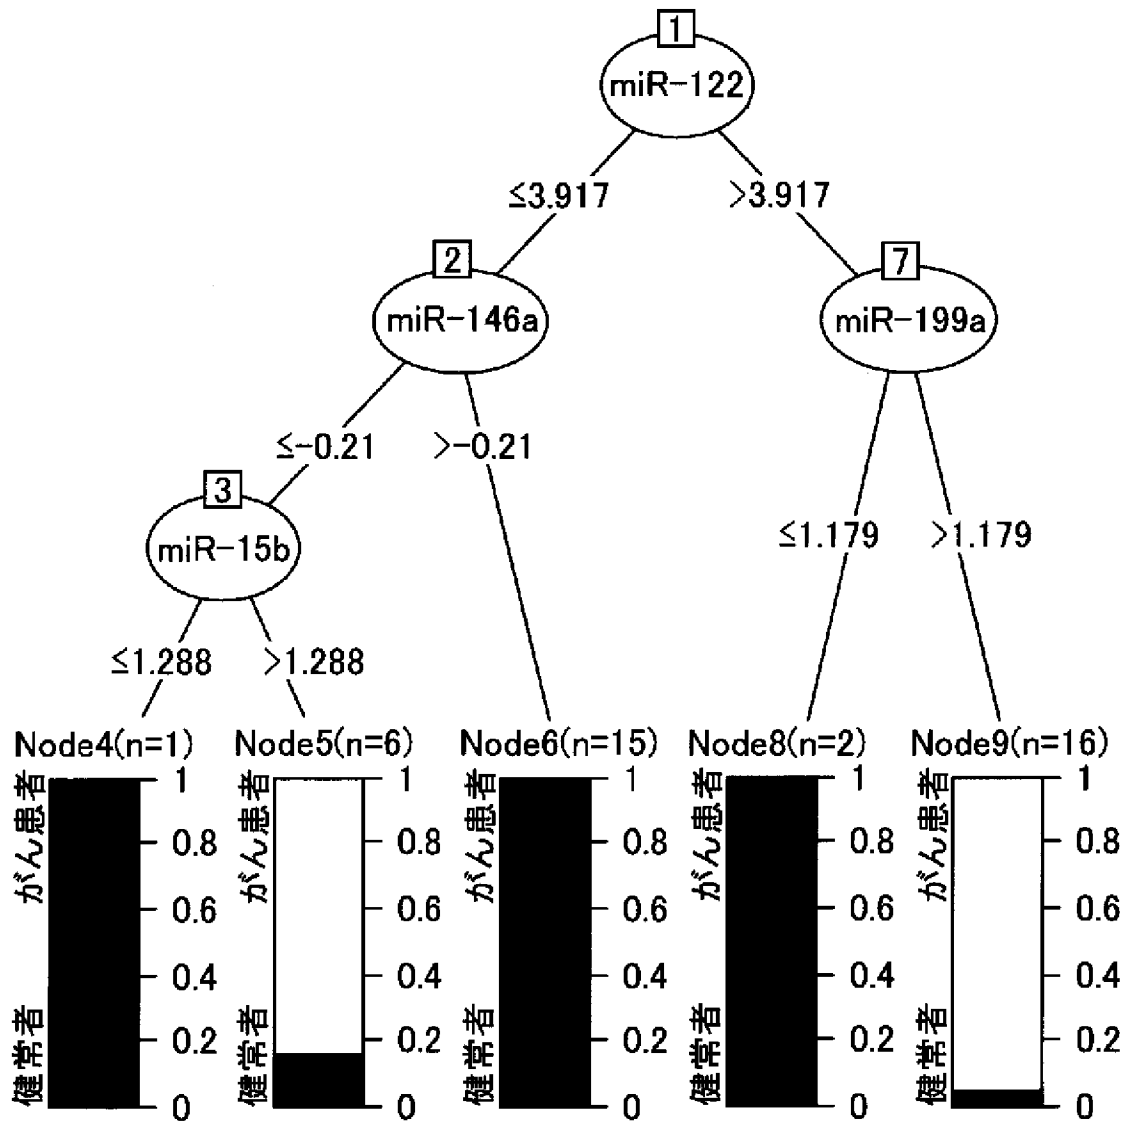 1
miR-122
≦3.917
>3.917
2
miR-146a
7
miR-199a
≦-0.21
>-0.21
3
miR-15b
≦1.179
>1.179
≦1.288
>1.288
Node4(n=1)
がん患者
健常者
1
0.8
0.6
0.4
0.2
0
Node5(n=6)
がん患者
健常者
1
0.8
0.6
0.4
0.2
0
Node6(n=15)
がん患者
健常者
1
0.8
0.6
0.4
0.2
0
Node8(n=2)
がん患者
健常者
1
0.8
0.6
0.4
0.2
0
Node9(n=16)
がん患者
健常者
1
0.8
0.6
0.4
0.2
0